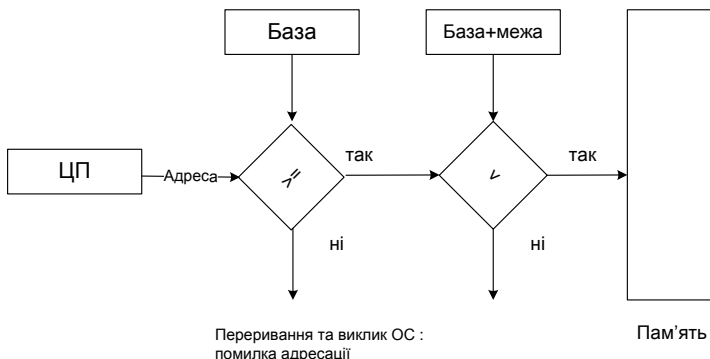 База
База+межа
ЦП
Адреса
≥
так
<
так
ні
ні
Переривання та виклик ОС :
помилка адресації
Пам’ять